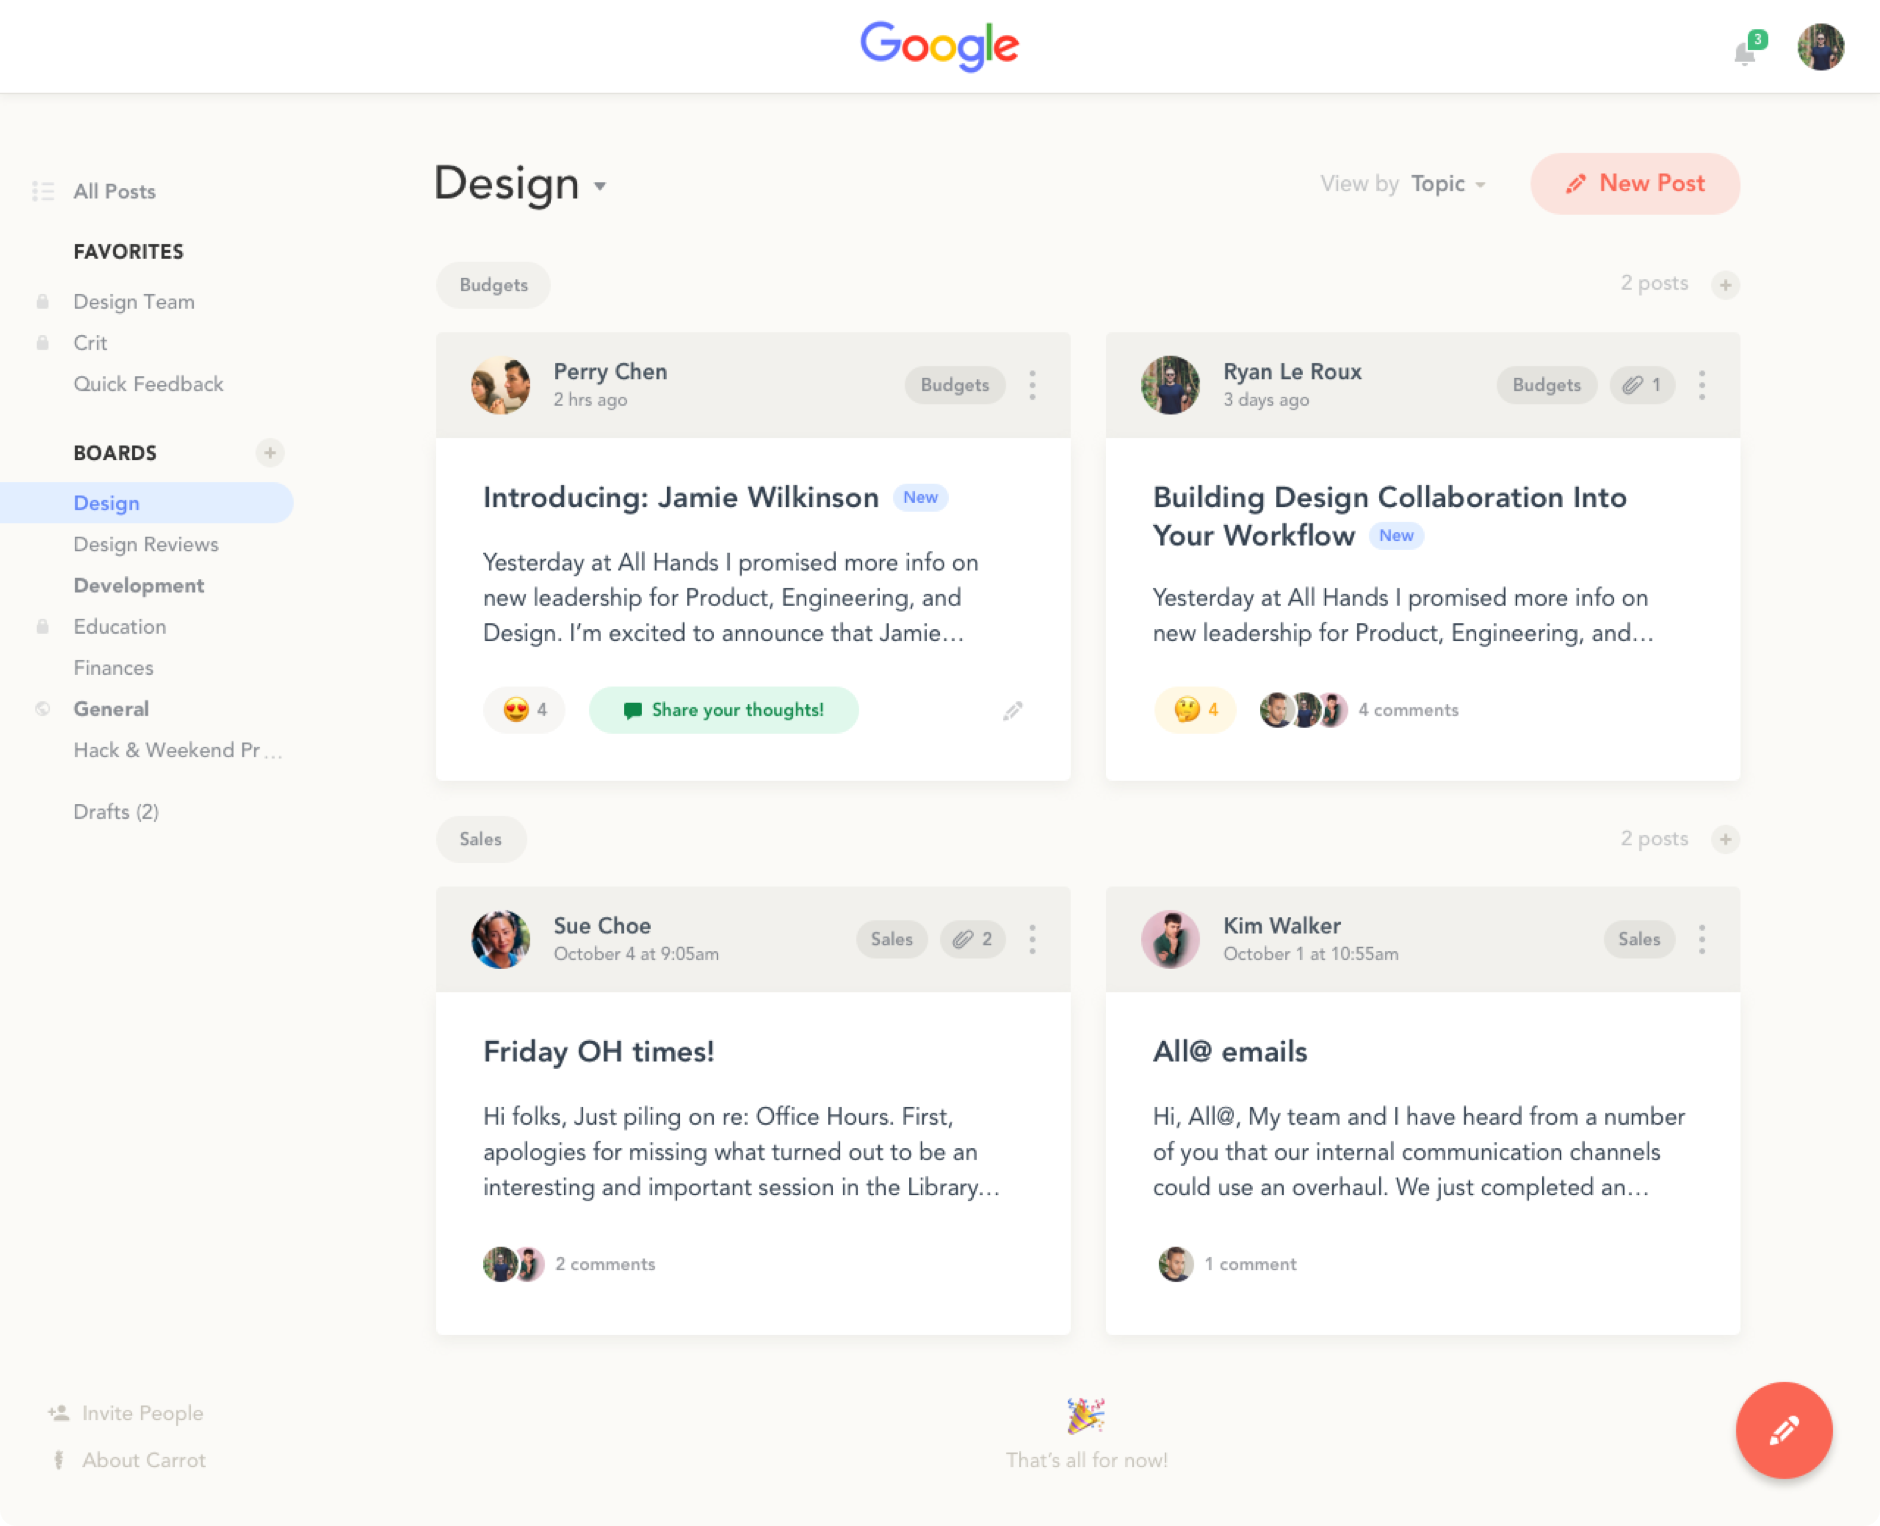 Google
3
All Posts
FAVORITES
Design Team
Crit
Quick Feedback
BOARDS
Design
Design Reviews
Development
Education
Finances
General
Hack & Weekend Pr...
Drafts (2)
Invite People
About Carrot
Design
View by Topic
New Post
Budgets
2 posts
Perry Chen
2 hrs ago
Budgets
Introducing: Jamie Wilkinson New
Yesterday at All Hands I promised more info on
new leadership for Product, Engineering, and
Design. I’m excited to announce that Jamie...
4
Share your thoughts!
Ryan Le Roux
3 days ago
Budgets
1
Building Design Collaboration Into
Your Workflow New
Yesterday at All Hands I promised more info on
new leadership for Product, Engineering, and...
4
4 comments
Sales
2 posts
Sue Choe
October 4 at 9:05am
Sales
2
Friday OH times!
Hi folks, Just piling on re: Office Hours. First,
apologies for missing what turned out to be an
interesting and important session in the Library...
2 comments
Kim Walker
October 1 at 10:55am
Sales
All@ emails
Hi, All@, My team and I have heard from a number
of you that our internal communication channels
could use an overhaul. We just completed an...
1 comment
That’s all for now!